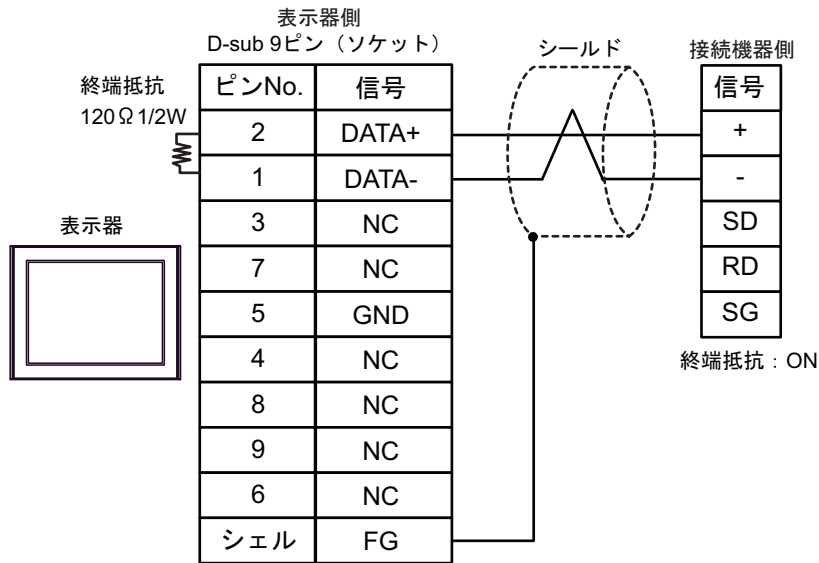 表示器側
D-sub 9ピン（ソケット）
シールド
接続機器側
終端抵抗
120Ω1/2W
ピンNo. 信号
信号
2 DATA+
+
1 DATA-
-
表示器
3 NC
SD
7 NC
RD
5 GND
SG
4 NC
終端抵抗：ON
8 NC
9 NC
6 NC
シェル FG